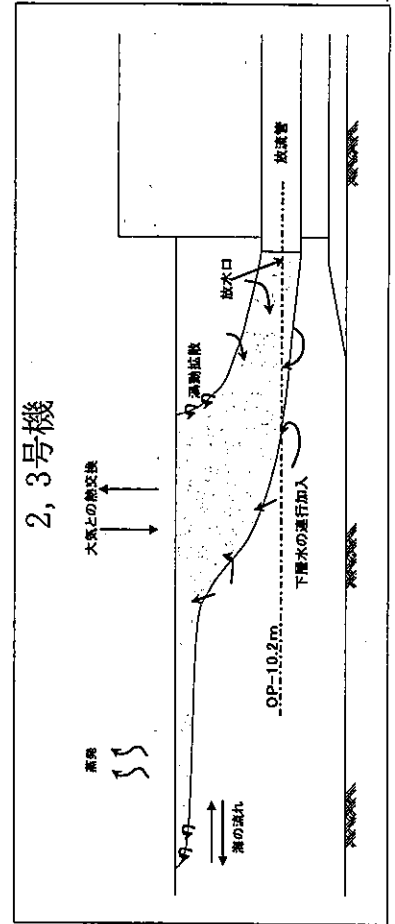 2, 3号機
蒸発
大気との熱交換
渦動拡散
放水口
放流管
海の流れ
OP-10.2m
下層水の連行加入